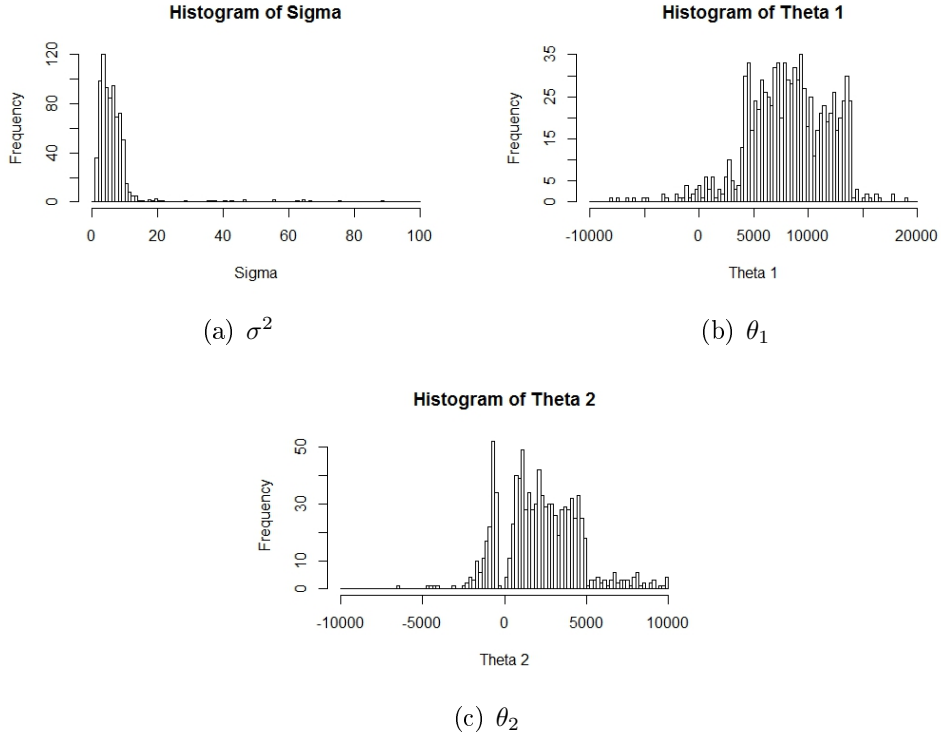 Histogram of Sigma
Frequency
0 40 80 120
0 20 40 60 80 100
Sigma
(a) σ²
Histogram of Theta 1
Frequency
5 15 25 35
0
-10000 0 5000 10000 20000
Theta 1
(b) θ₁
Histogram of Theta 2
Frequency
0 10 30 50
-10000 -5000 0 5000 10000
Theta 2
(c) θ₂